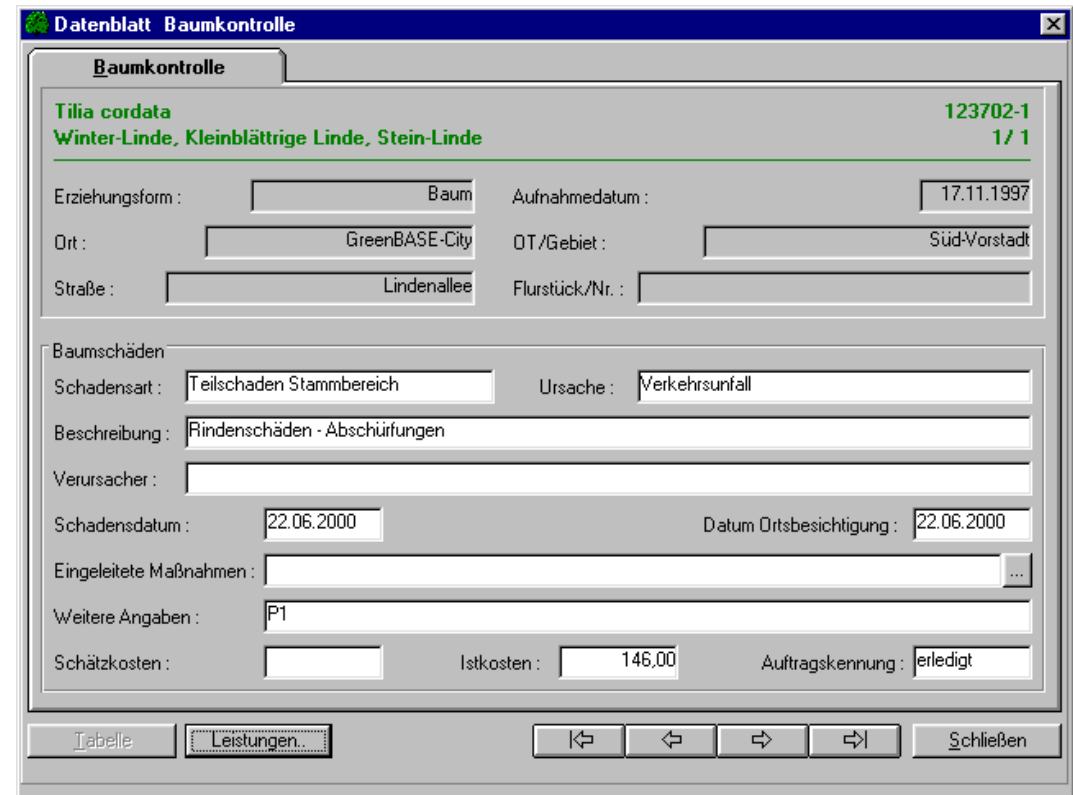 Datenblatt Baumkontrolle
Baumkontrolle
Tilia cordata 123702-1
Winter-Linde, Kleinblättrige Linde, Stein-Linde 1/ 1
Erziehungsform : Baum Aufnahmedatum : 17.11.1997
Ort : GreenBASE-City OT/Gebiet : Süd-Vorstadt
Straße : Lindenallee Flurstück/Nr. :
Baumschäden
Schadensart : Teilschaden Stammbereich Ursache : Verkehrsunfall
Beschreibung : Rindenschäden - Abschürfungen
Verursacher :
Schadensdatum : 22.06.2000 Datum Ortsbesichtigung : 22.06.2000
Eingeleitete Maßnahmen : ...
Weitere Angaben : P1
Schätzkosten : Istkosten : 146,00 Auftragskennung : erledigt
Tabelle Leistungen.. Schließen